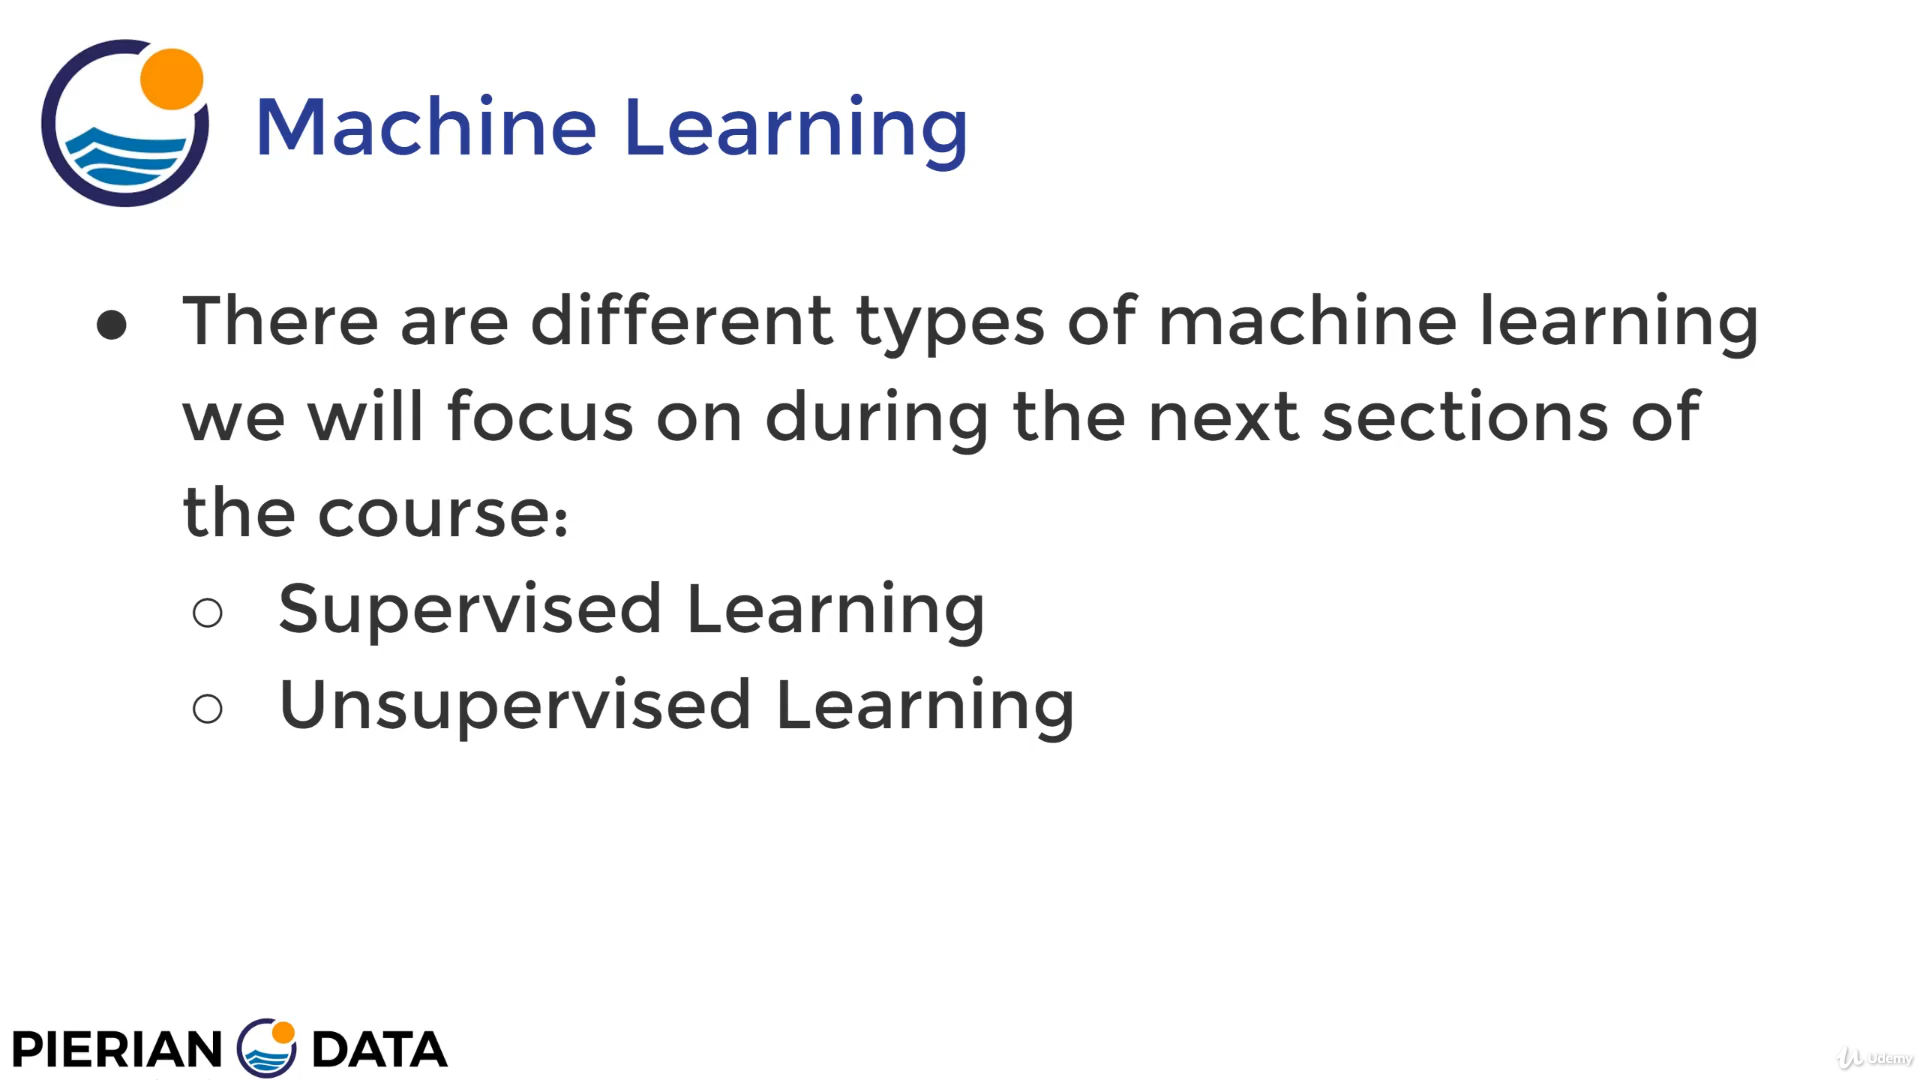 Machine Learning
● There are different types of machine learning
we will focus on during the next sections of
the course:
○ Supervised Learning
○ Unsupervised Learning
PIERIAN DATA
Udemy